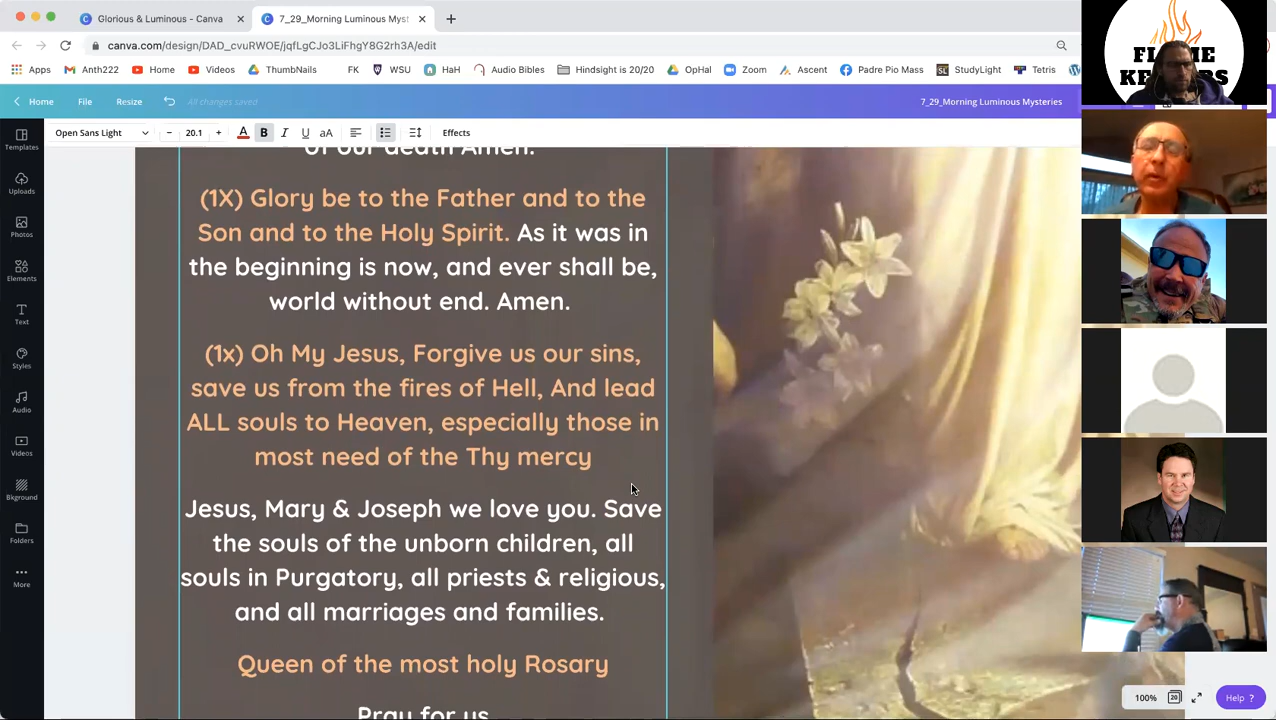 Glorious & Luminous - Canva
7_29_Morning Luminous Myst
canva.com/design/DAD_cvuRWOE/jqfLgCJo3LiFhgY8G2rh3A/edit
Apps Anth222 Home Videos ThumbNails FK WSU HaH Audio Bibles Hindsight is 20/20 OpHal Zoom Ascent Padre Pio Mass StudyLight Tetris
Home File Resize All changes saved 7_29_Morning Luminous Mysteries
Open Sans Light 20.1 A B I U aA Effects
Templates
Uploads
Photos
Elements
Text
Styles
Audio
Videos
Bkground
Folders
More
of our death Amen.
(1X) Glory be to the Father and to the
Son and to the Holy Spirit. As it was in
the beginning is now, and ever shall be,
world without end. Amen.
(1x) Oh My Jesus, Forgive us our sins,
save us from the fires of Hell, And lead
ALL souls to Heaven, especially those in
most need of the Thy mercy
Jesus, Mary & Joseph we love you. Save
the souls of the unborn children, all
souls in Purgatory, all priests & religious,
and all marriages and families.
Queen of the most holy Rosary
Pray for us
100% 20 Help ?